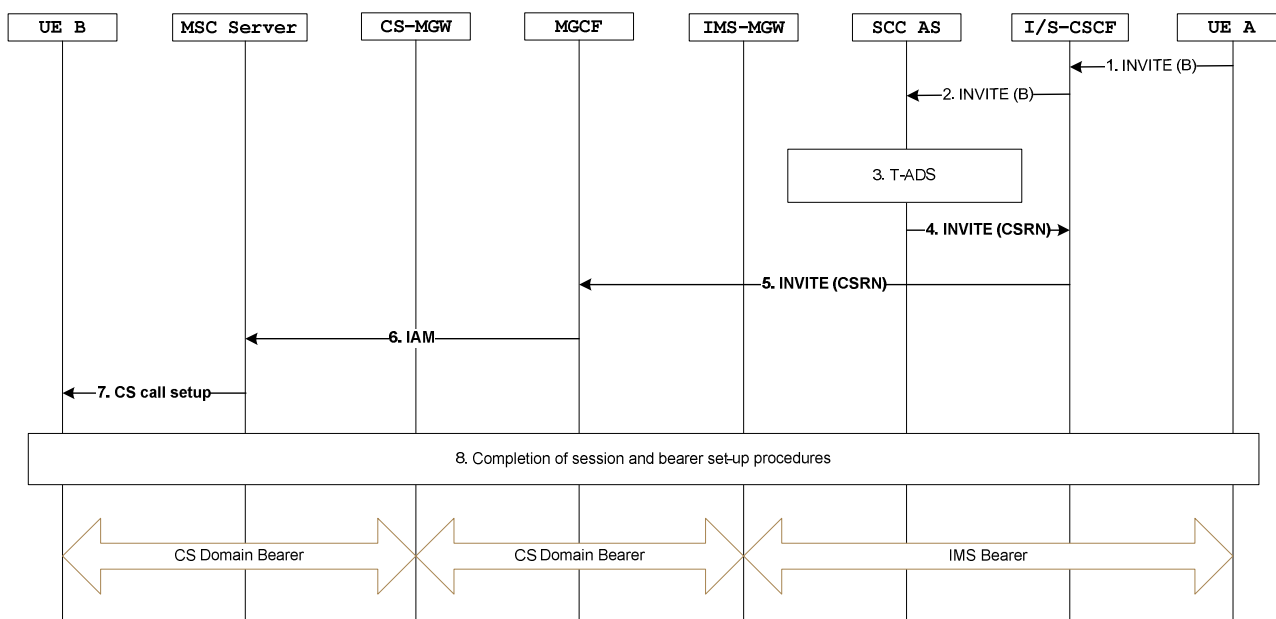 UE B
MSC Server
CS-MGW
MGCF
IMS-MGW
SCC AS
I/S-CSCF
UE A
1. INVITE (B)
2. INVITE (B)
3. T-ADS
4. INVITE (CSRN)
5. INVITE (CSRN)
6. IAM
7. CS call setup
8. Completion of session and bearer set-up procedures
CS Domain Bearer
CS Domain Bearer
IMS Bearer